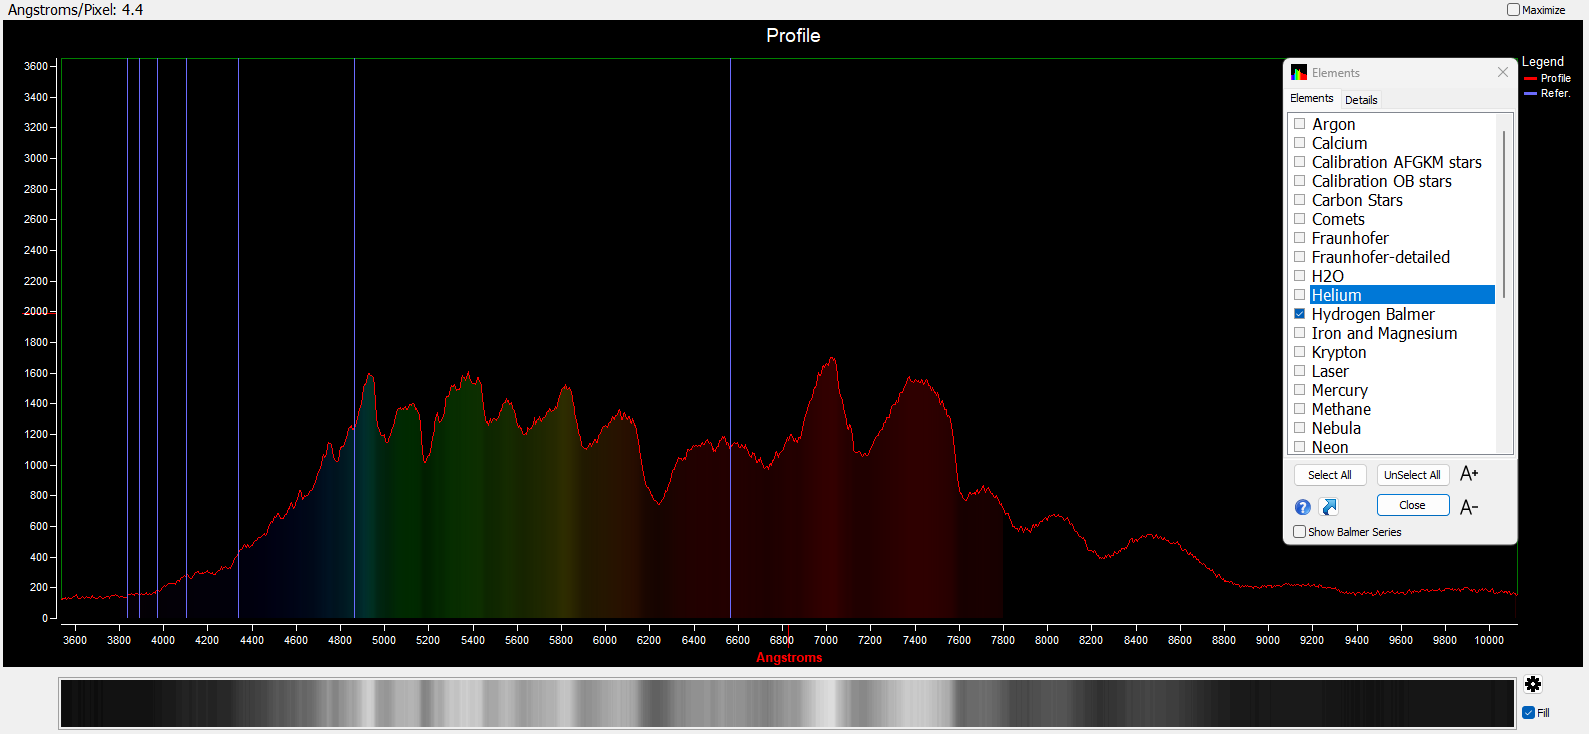 Angstroms/Pixel: 4.4
Maximize
Profile
Legend
Profile
Refer.
3600
3400
3200
3000
2800
2600
2400
2200
2000
1800
1600
1400
1200
1000
800
600
400
200
0
3600 3800 4000 4200 4400 4600 4800 5000 5200 5400 5600 5800 6000 6200 6400 6600 6800 7000 7200 7400 7600 7800 8000 8200 8400 8600 8800 9000 9200 9400 9600 9800 10000
Angstroms
Elements
Elements Details
Argon
Calcium
Calibration AFGKM stars
Calibration OB stars
Carbon Stars
Comets
Fraunhofer
Fraunhofer-detailed
H2O
Helium
Hydrogen Balmer
Iron and Magnesium
Krypton
Laser
Mercury
Methane
Nebula
Neon
Select All UnSelect All A+
? Close A-
Show Balmer Series
Fill